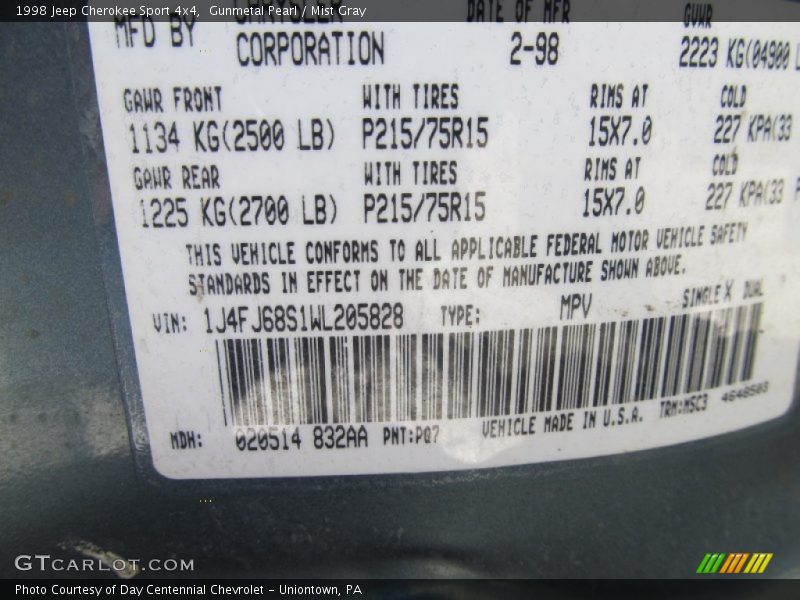 1998 Jeep Cherokee Sport 4x4,  Gunmetal Pearl / Mist Gray
MFD BY CHRYSLER CORPORATION
DATE OF MFR 2-98
GVWR 2223 KG(04900 L
GAWR FRONT WITH TIRES RIMS AT COLD
1134 KG(2500 LB) P215/75R15 15X7.0 227 KPA(33
GAWR REAR WITH TIRES RIMS AT COLD
1225 KG(2700 LB) P215/75R15 15X7.0 227 KPA(33 P
THIS VEHICLE CONFORMS TO ALL APPLICABLE FEDERAL MOTOR VEHICLE SAFETY
STANDARDS IN EFFECT ON THE DATE OF MANUFACTURE SHOWN ABOVE.
VIN: 1J4FJ68S1WL205828 TYPE: MPV SINGLE X DUAL
MDH: 020514 832AA PNT:PQ7 VEHICLE MADE IN U.S.A. TRM:M5C3 4648503
GTCARLOT.COM
Photo Courtesy of Day Centennial Chevrolet – Uniontown, PA